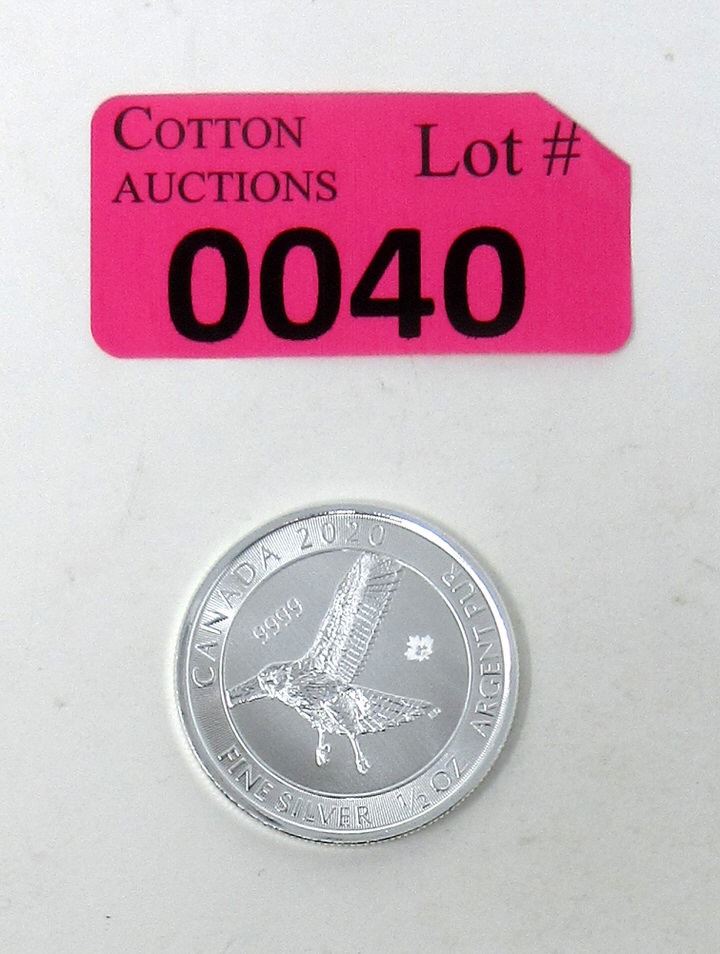 COTTON
AUCTIONS
Lot #
0040
CANADA 2020
9999
FINE SILVER 1/2 OZ ARGENT PUR